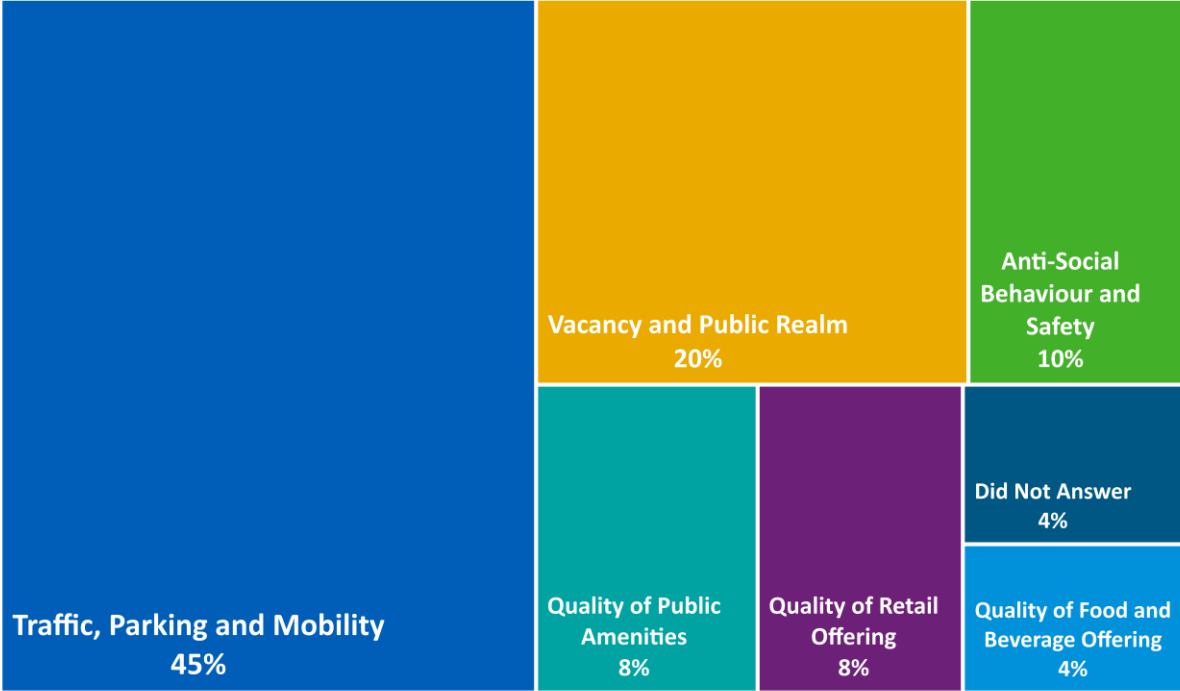 Traffic, Parking and Mobility
45%
Vacancy and Public Realm
20%
Anti-Social
Behaviour and
Safety
10%
Quality of Public
Amenities
8%
Quality of Retail
Offering
8%
Did Not Answer
4%
Quality of Food and
Beverage Offering
4%